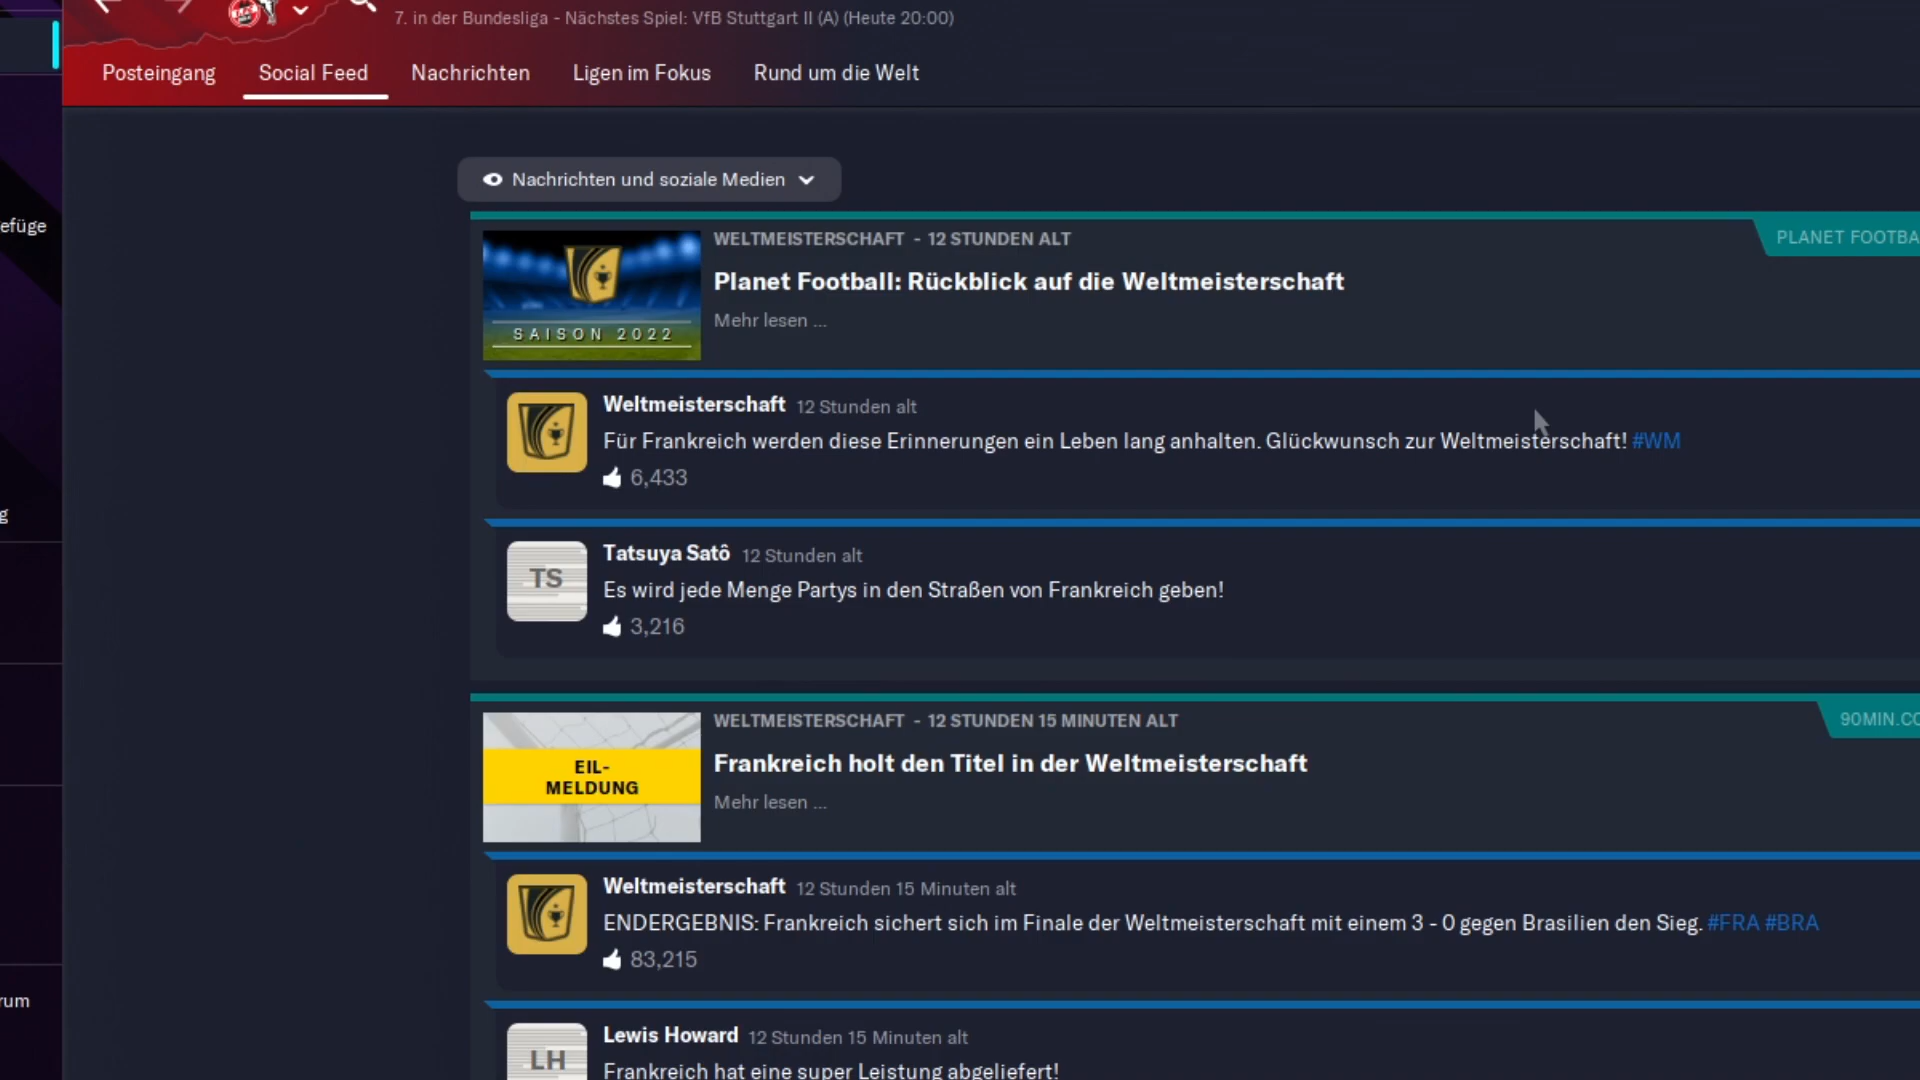 7. in der Bundesliga - Nächstes Spiel: VfB Stuttgart II (A) (Heute 20:00)
Posteingang Social Feed Nachrichten Ligen im Fokus Rund um die Welt
Nachrichten und soziale Medien
efüge
WELTMEISTERSCHAFT - 12 STUNDEN ALT
PLANET FOOTBA
Planet Football: Rückblick auf die Weltmeisterschaft
Mehr lesen ...
SAISON 2022
Weltmeisterschaft 12 Stunden alt
Für Frankreich werden diese Erinnerungen ein Leben lang anhalten. Glückwunsch zur Weltmeisterschaft! #WM
6,433
g
Tatsuya Satô 12 Stunden alt
TS
Es wird jede Menge Partys in den Straßen von Frankreich geben!
3,216
WELTMEISTERSCHAFT - 12 STUNDEN 15 MINUTEN ALT
90MIN.CO
EIL-
MELDUNG
Frankreich holt den Titel in der Weltmeisterschaft
Mehr lesen ...
Weltmeisterschaft 12 Stunden 15 Minuten alt
ENDERGEBNIS: Frankreich sichert sich im Finale der Weltmeisterschaft mit einem 3 - 0 gegen Brasilien den Sieg. #FRA #BRA
83,215
rum
Lewis Howard 12 Stunden 15 Minuten alt
LH
Frankreich hat eine super Leistung abgeliefert!